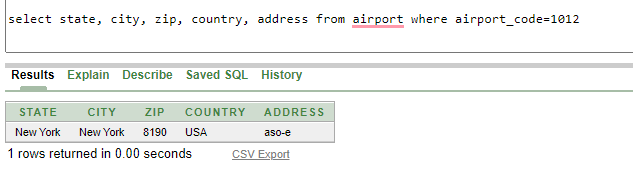 select state, city, zip, country, address from airport where airport_code=1012
Results Explain Describe Saved SQL History
STATE CITY ZIP COUNTRY ADDRESS
New York New York 8190 USA aso-e
1 rows returned in 0.00 seconds CSV Export